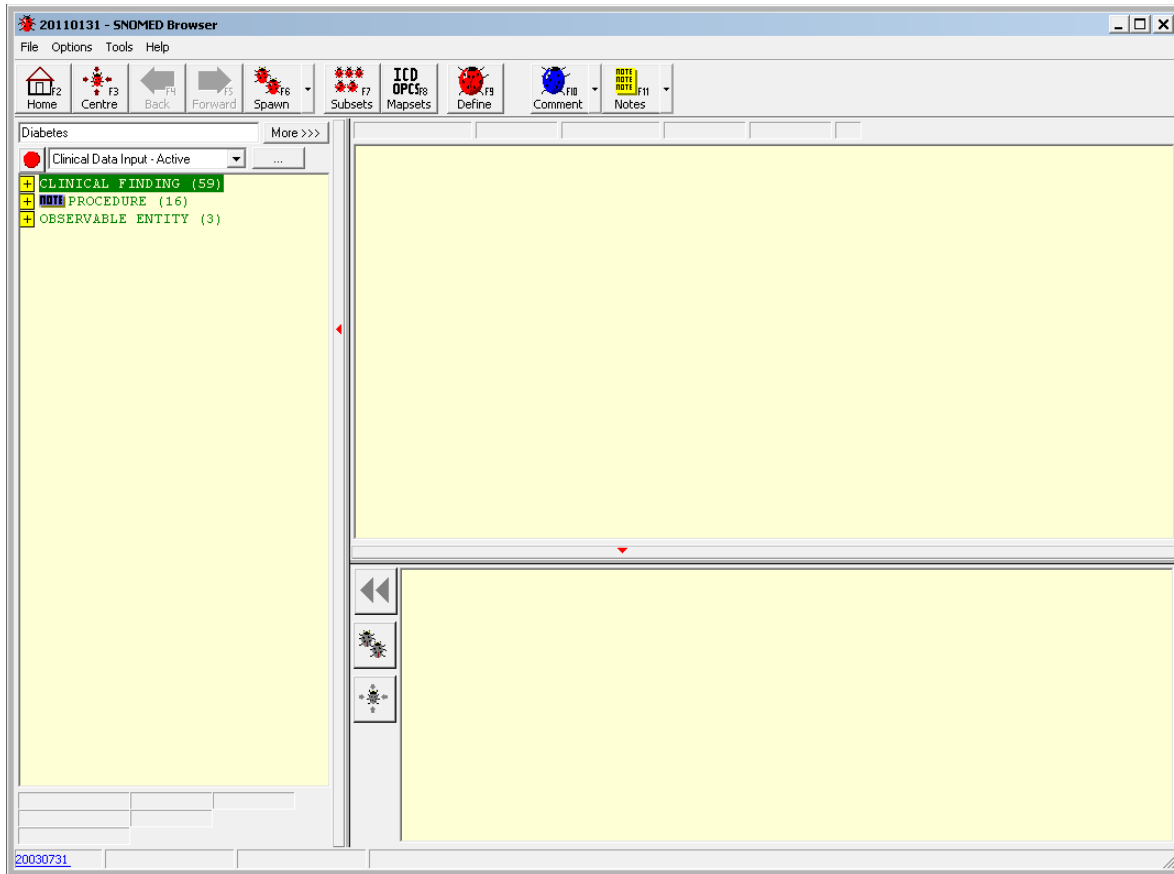 20110131 - SNOMED Browser
File Options Tools Help
F2 F3 F4 F5 F6 F7 ICD OPCS F8 F9 F10 NOTE NOTE NOTE F11
Home Centre Back Forward Spawn Subsets Mapsets Define Comment Notes
Diabetes More >>>
Clinical Data Input - Active ...
+ CLINICAL FINDING (59)
+ NOTE PROCEDURE (16)
+ OBSERVABLE ENTITY (3)
20030731